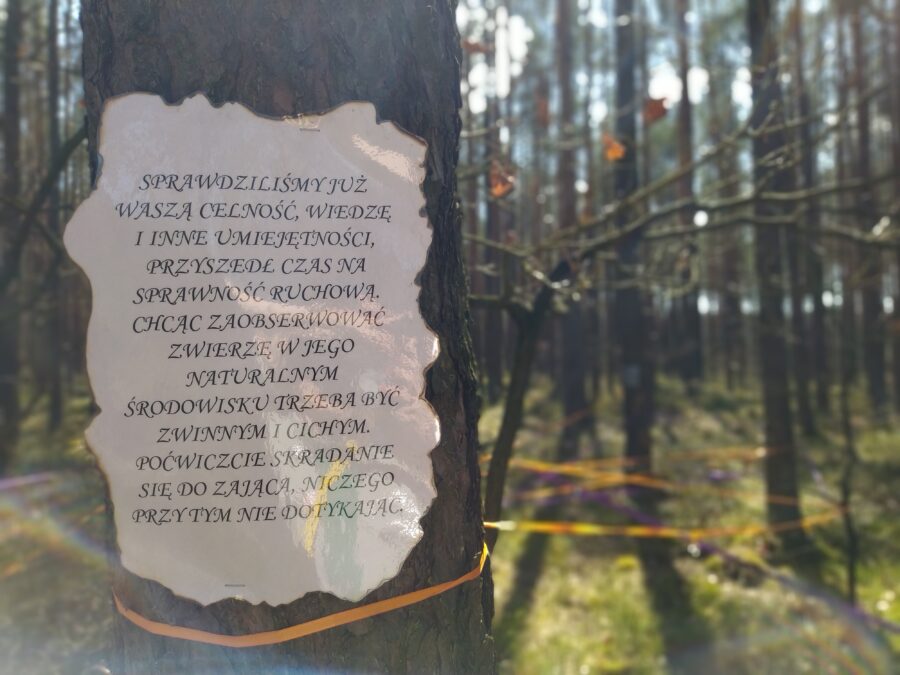 SPRAWDZILIŚMY JUŻ
WASZĄ CELNOŚĆ, WIEDZĘ
I INNE UMIEJĘTNOŚCI,
PRZYSZEDŁ CZAS NA
SPRAWNOŚĆ RUCHOWĄ.
CHCĄC ZAOBSERWOWAĆ
ZWIERZĘ W JEGO
NATURALNYM
ŚRODOWISKU TRZEBA BYĆ
ZWINNYM I CICHYM.
POĆWICZCIE SKRADANIE
SIĘ DO ZAJĄCA, NICZEGO
PRZY TYM NIE DOTYKAJĄC.